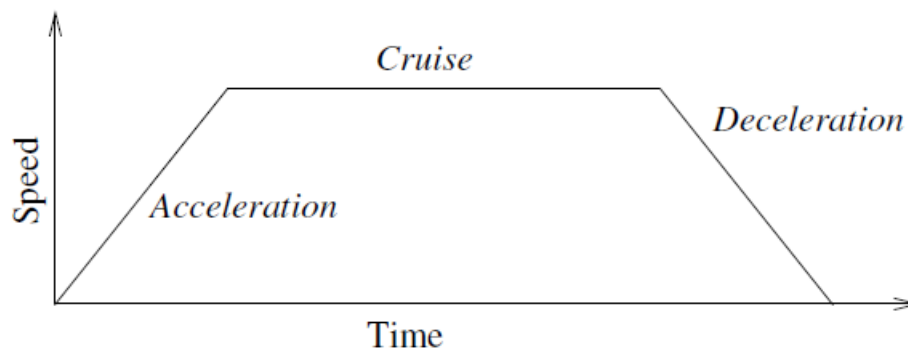 Cruise
Deceleration
Speed
Acceleration
Time